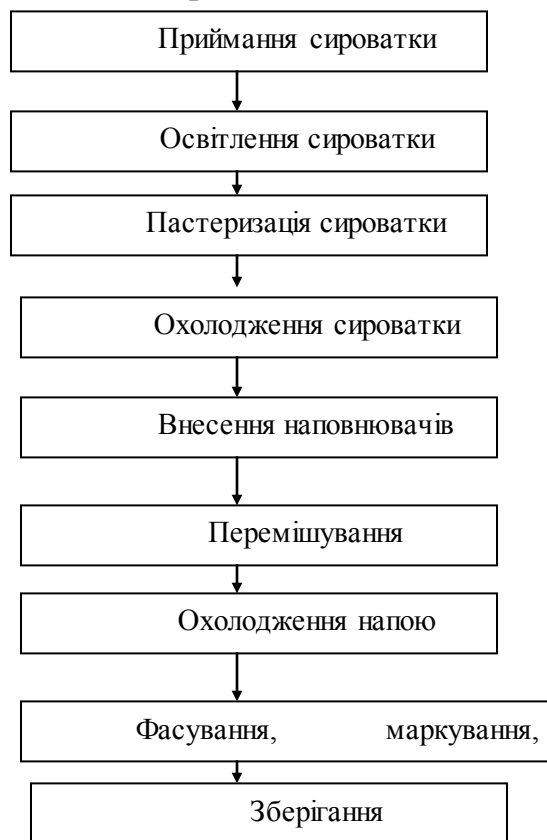 Приймання сироватки
Освітлення сироватки
Пастеризація сироватки
Охолодження сироватки
Внесення наповнювачів
Перемішування
Охолодження напою
Фасування, маркування,
Зберігання